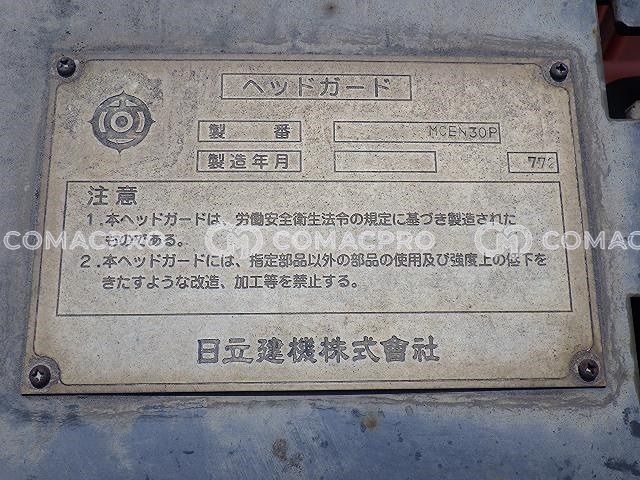 ヘッドガード
製番 MCEN30P
製造年月
注意
1.本ヘッドガードは、労働安全衛生法令の規定に基づき製造された
ものである。
COMACPRO COMACPRO COMACPRO
2.本ヘッドガードには、指定部品以外の部品の使用及び強度上の低下を
きたすような改造、加工等を禁止する。
日立建機株式會社